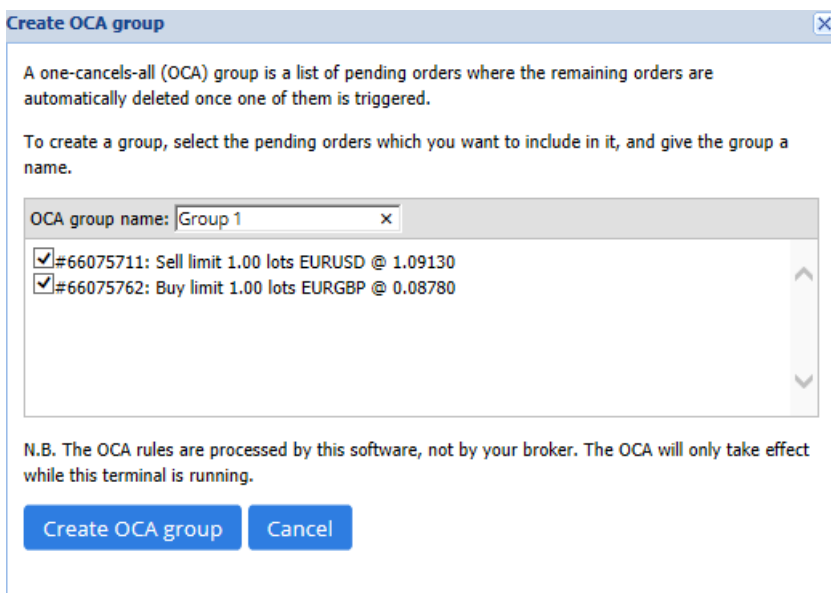 Create OCA group
A one-cancels-all (OCA) group is a list of pending orders where the remaining orders are
automatically deleted once one of them is triggered.
To create a group, select the pending orders which you want to include in it, and give the group a
name.
OCA group name: Group 1
#66075711: Sell limit 1.00 lots EURUSD @ 1.09130
#66075762: Buy limit 1.00 lots EURGBP @ 0.08780
N.B. The OCA rules are processed by this software, not by your broker. The OCA will only take effect
while this terminal is running.
Create OCA group Cancel